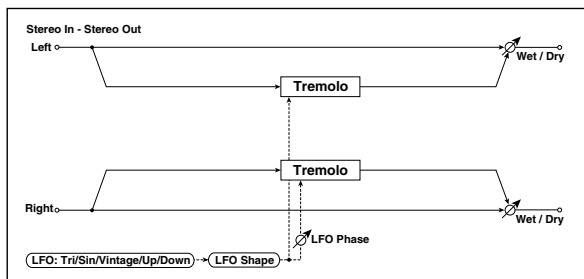 Stereo In - Stereo Out
Left
Wet / Dry
Tremolo
Tremolo
Right
Wet / Dry
LFO Phase
LFO: Tri/Sin/Vintage/Up/Down
LFO Shape